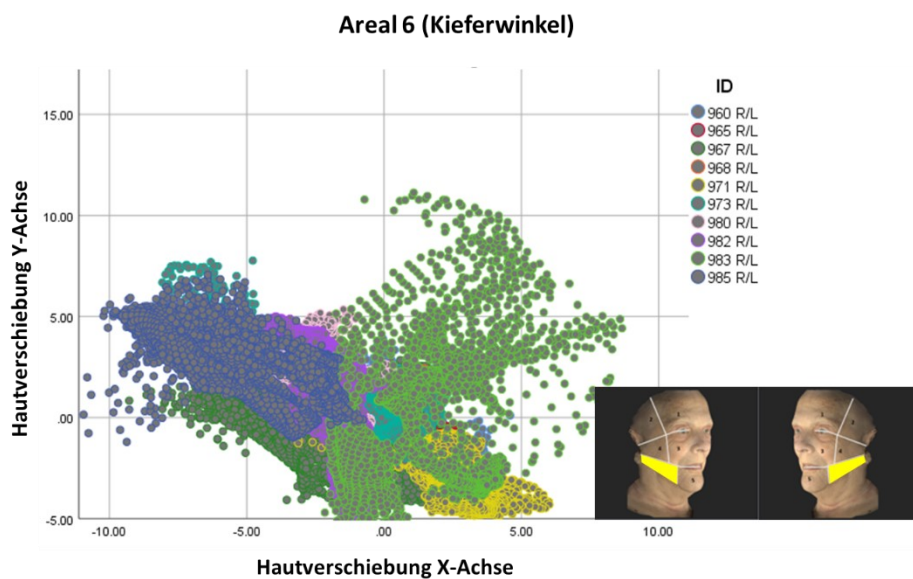 Areal 6 (Kieferwinkel)
ID
960 R/L
965 R/L
967 R/L
968 R/L
971 R/L
973 R/L
980 R/L
982 R/L
983 R/L
985 R/L
Hautverschiebung Y-Achse
15.00
10.00
5.00
.00
-5.00
-10.00 -5.00 .00 5.00 10.00
Hautverschiebung X-Achse